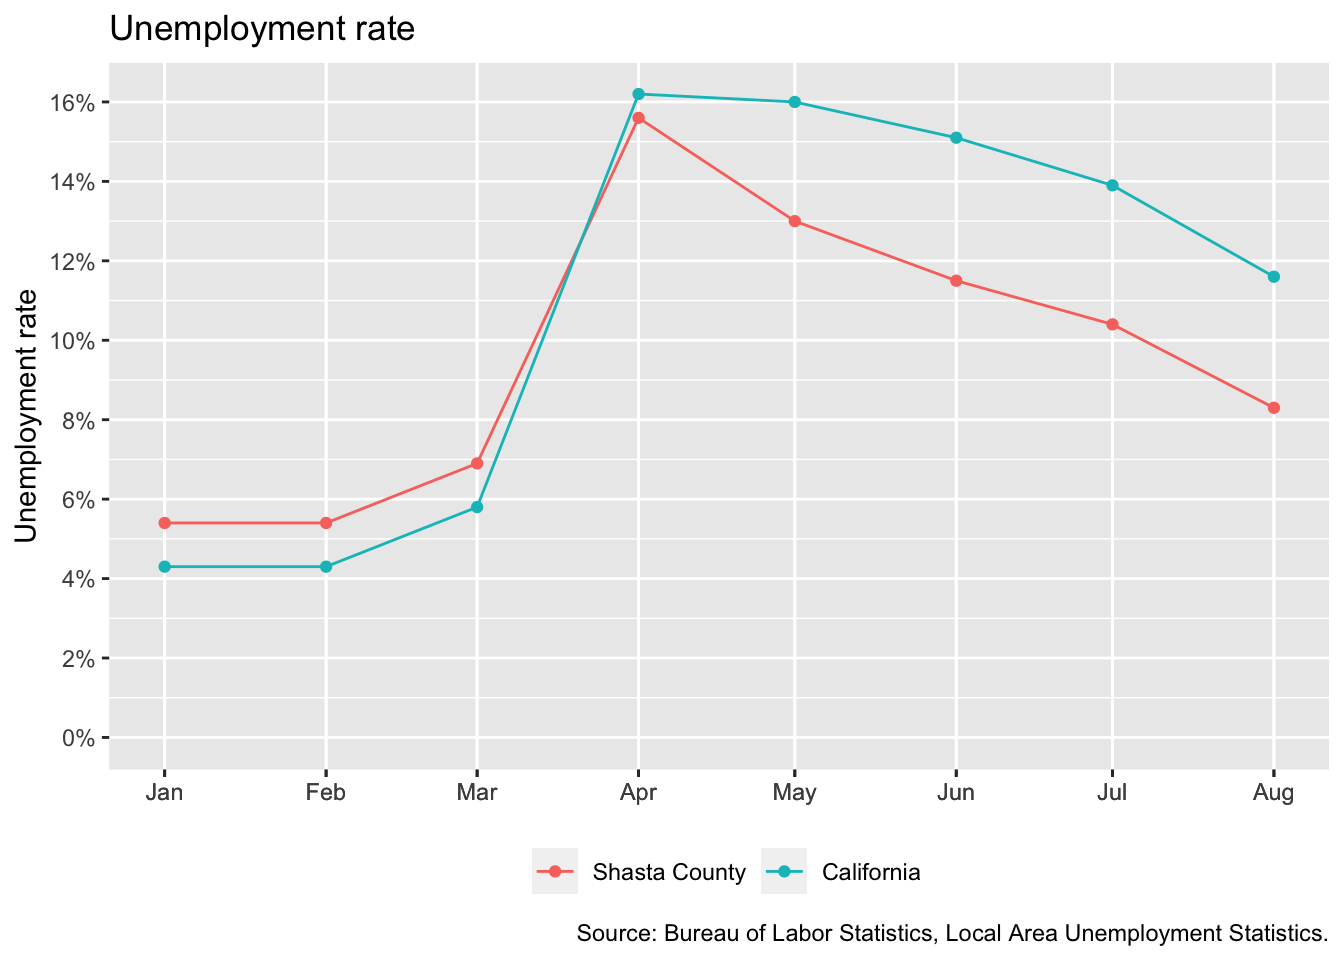 Unemployment rate
Unemployment rate
16%
14%
12%
10%
8%
6%
4%
2%
0%
Jan Feb Mar Apr May Jun Jul Aug
Shasta County California
Source: Bureau of Labor Statistics, Local Area Unemployment Statistics.